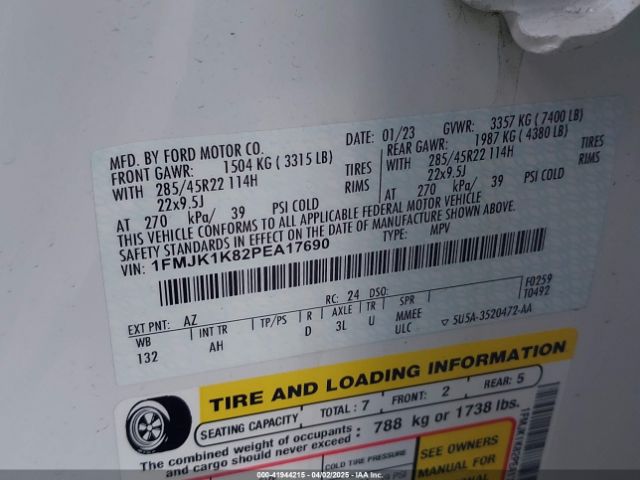 MFD. BY FORD MOTOR CO.
DATE: 01/23 GVWR: 3357 KG (7400 LB)
FRONT GAWR: 1504 KG (3315 LB)
REAR GAWR: 1987 KG (4380 LB)
WITH 285/45R22 114H TIRES
WITH 285/45R22 114H TIRES
22x9.5J RIMS
22x9.5J RIMS
AT 270 kPa/ 39 PSI COLD
AT 270 kPa/ 39 PSI COLD
THIS VEHICLE CONFORMS TO ALL APPLICABLE FEDERAL MOTOR VEHICLE
SAFETY STANDARDS IN EFFECT ON THE DATE OF MANUFACTURE SHOWN ABOVE.
VIN: 1FMJK1K82PEA17690
TYPE: MPV
F0259
T0492
EXT PNT: AZ RC: 24 DSO:
WB INT TR TP/PS R AXLE TR SPR
132 AH D 3L U MMEE
ULC
▽ 5U5A-3520472-AA
TIRE AND LOADING INFORMATION
SEATING CAPACITY TOTAL: 7 FRONT: 2 REAR: 5
The combined weight of occupants
and cargo should never exceed : 788 kg or 1738 lbs.
COLD TIRE PRESSURE
SEE OWNERS
MANUAL FOR
000-41944215 - 04/02/2025 - IAA Inc.